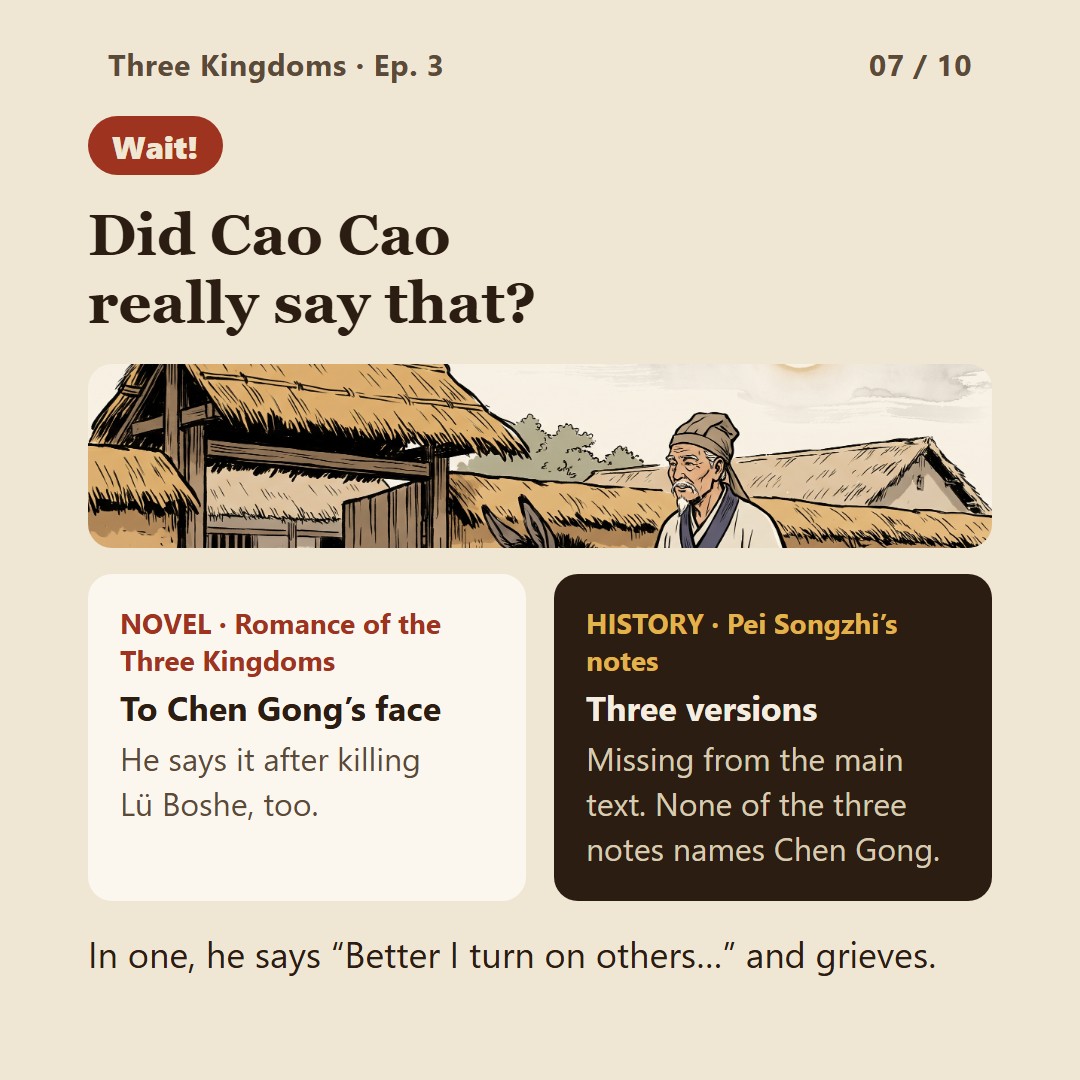 Three Kingdoms · Ep. 3
07 / 10
Wait!
Did Cao Cao
really say that?
NOVEL · Romance of the
Three Kingdoms
To Chen Gong’s face
He says it after killing
Lü Boshe, too.
HISTORY · Pei Songzhi’s
notes
Three versions
Missing from the main
text. None of the three
notes names Chen Gong.
In one, he says “Better I turn on others…” and grieves.